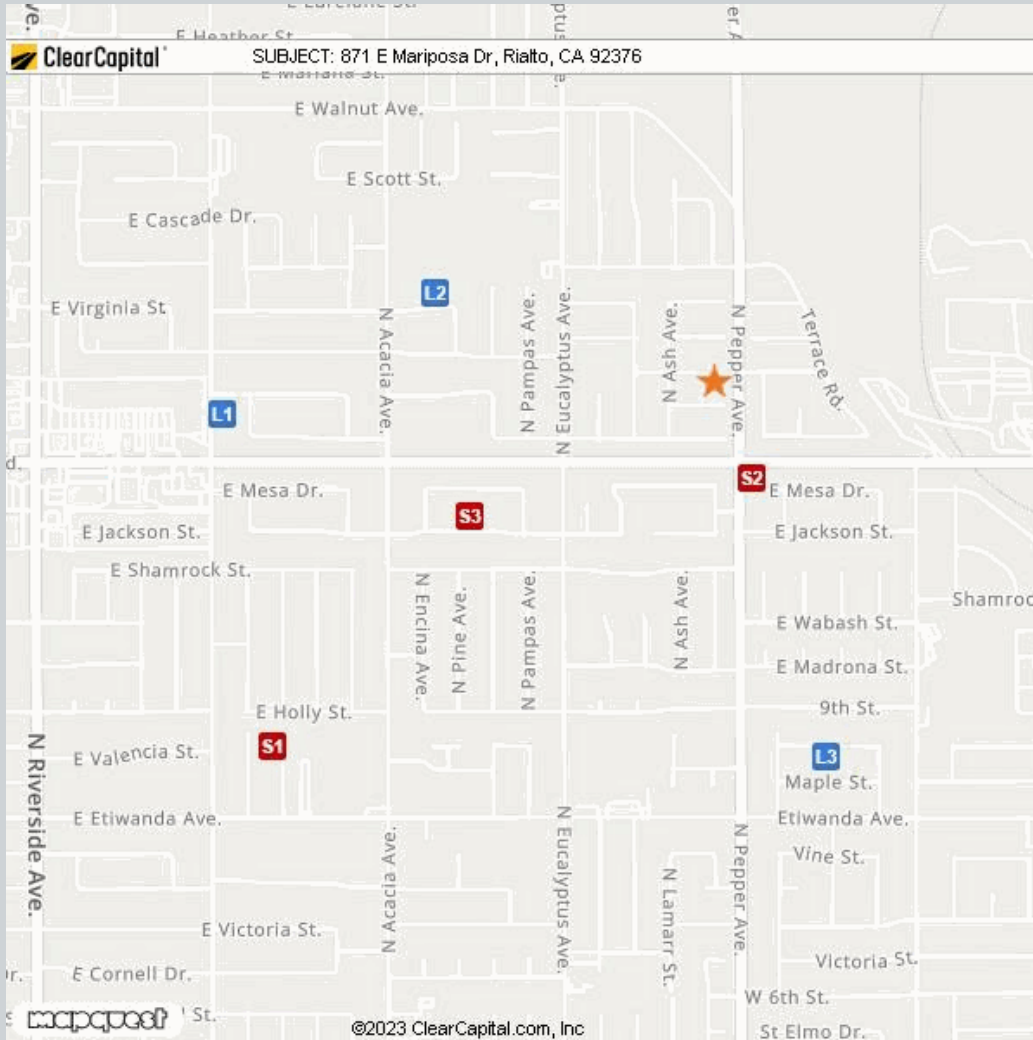 E Heather St.
ClearCapital
SUBJECT: 871 E Mariposa Dr, Rialto, CA 92376
E Mariana St.
E Walnut Ave.
E Scott St.
E Cascade Dr.
L2
E Virginia St.
N Acacia Ave.
N Pampas Ave.
N Eucalyptus Ave.
N Ash Ave.
N Pepper Ave.
Terrace Rd.
L1
d.
S2
E Mesa Dr.
E Mesa Dr.
S3
E Jackson St.
E Jackson St.
E Shamrock St.
N Encina Ave.
N Pine Ave.
N Pampas Ave.
N Ash Ave.
Shamroc
E Wabash St.
E Madrona St.
9th St.
E Holly St.
S1
E Valencia St.
N Riverside Ave.
L3
Maple St.
E Etiwanda Ave.
Etiwanda Ave.
N Acacia Ave.
N Eucalyptus Ave.
N Lamarr St.
N Pepper Ave.
Vine St.
E Victoria St.
Victoria St.
E Cornell Dr.
W 6th St.
mapquest
St.
©2023 ClearCapital.com, Inc
St Elmo Dr.